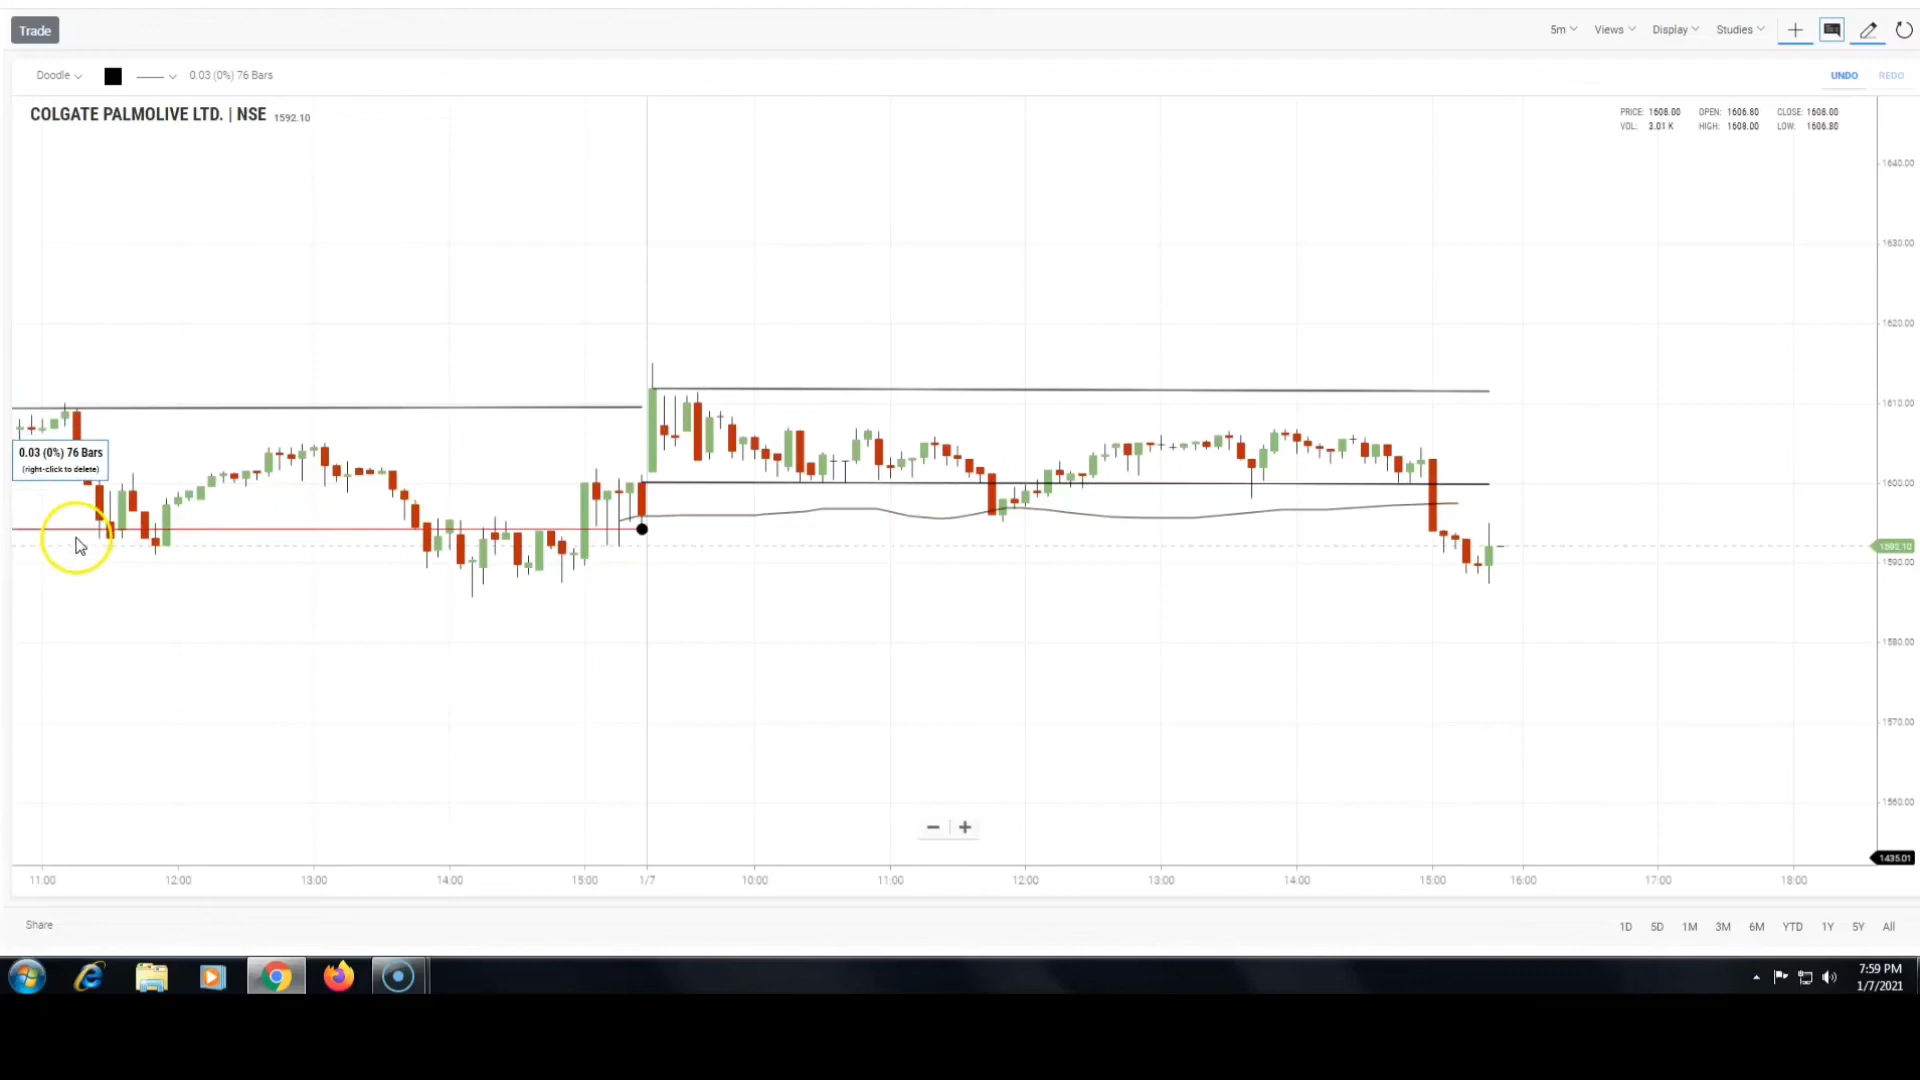 Trade
5m Views Display Studies
Doodle 0.03 (0%) 76 Bars UNDO REDO
COLGATE PALMOLIVE LTD. | NSE 1592.10
PRICE: 1608.00 OPEN: 1606.80 CLOSE: 1608.00
VOL: 3.01 K HIGH: 1608.00 LOW: 1606.80
1640.00
1630.00
1620.00
1610.00
0.03 (0%) 76 Bars
(right-click to delete)
1600.00
1592.10
1590.00
1580.00
1570.00
1560.00
1435.01
11:00 12:00 13:00 14:00 15:00 1/7 10:00 11:00 12:00 13:00 14:00 15:00 16:00 17:00 18:00
Share 1D 5D 1M 3M 6M YTD 1Y 5Y All
7:59 PM
1/7/2021